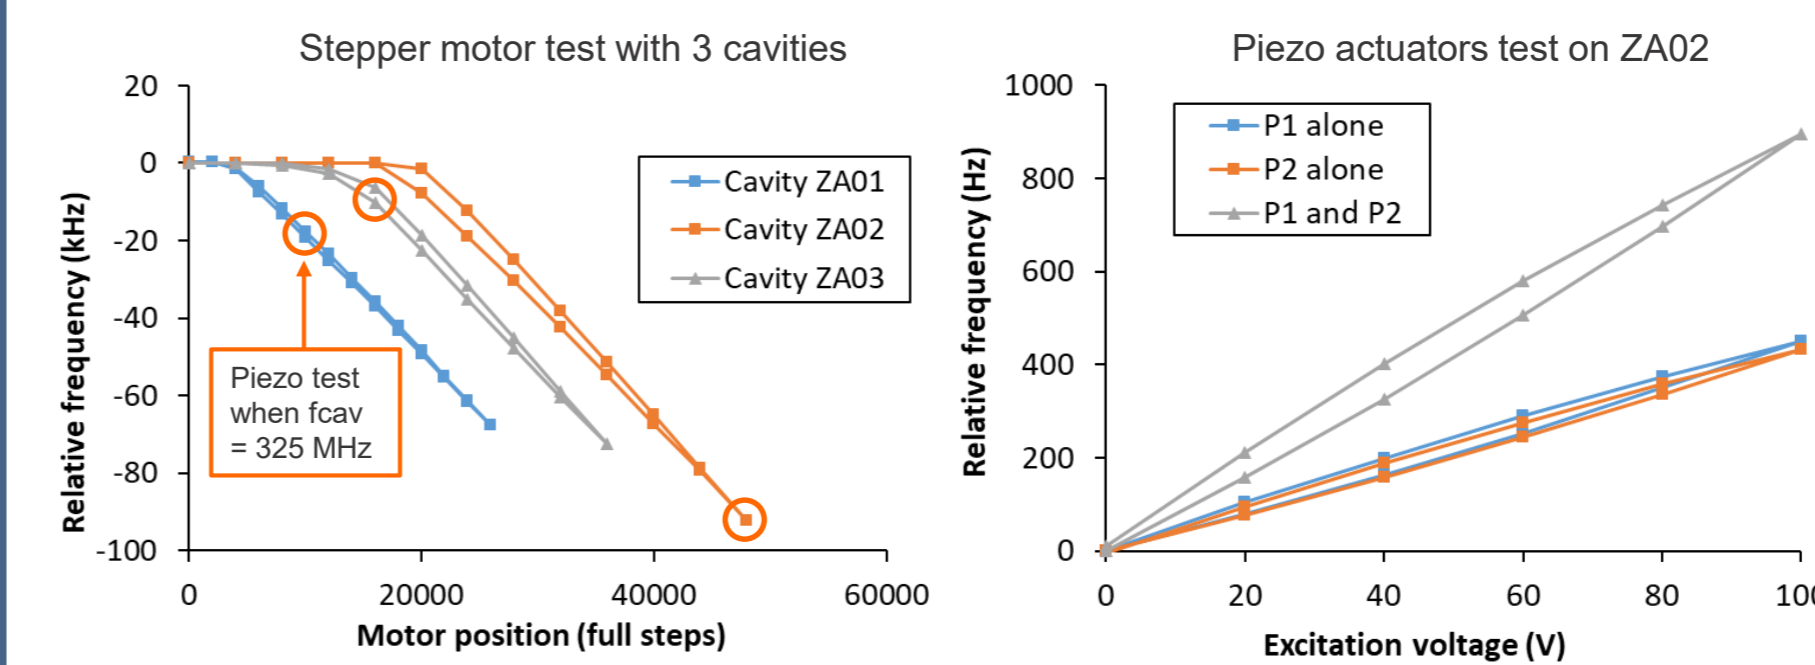 Stepper motor test with 3 cavities
20
0
-20
-40
-60
-80
-100
0
20000
40000
60000
Relative frequency (kHz)
Motor position (full steps)
Cavity ZA01
Cavity ZA02
Cavity ZA03
Piezo test
when fcav
= 325 MHz
Piezo actuators test on ZA02
1000
800
600
400
200
0
0
20
40
60
80
Relative frequency (Hz)
Excitation voltage (V)
P1 alone
P2 alone
P1 and P2